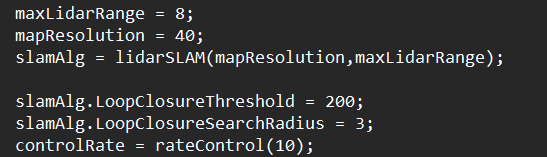 maxLidarRange = 8;
mapResolution = 40;
slamAlg = lidarSLAM(mapResolution,maxLidarRange);
slamAlg.LoopClosureThreshold = 200;
slamAlg.LoopClosureSearchRadius = 3;
controlRate = rateControl(10);